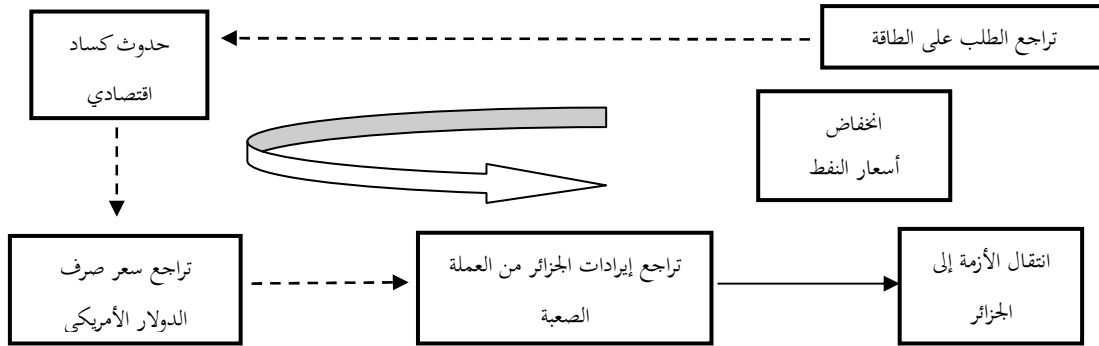 تراجع الطلب على الطاقة
حدوث كساد
اقتصادي
انخفاض
أسعار النفط
تراجع سعر صرف
الدولار الأمريكي
تراجع إيرادات الجزائر من العملة
الصعبة
انتقال الأزمة إلى
الجزائر